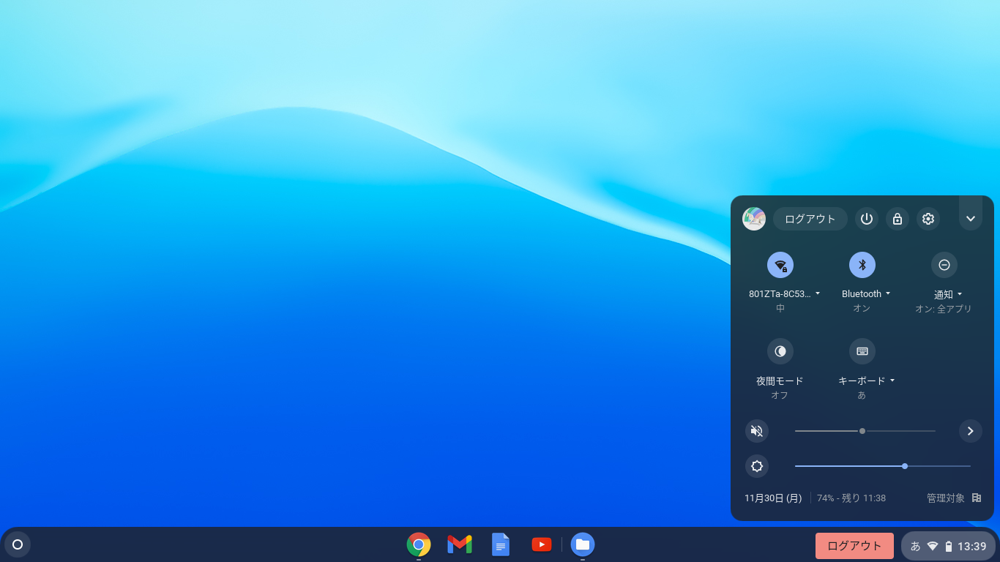 ログアウト
801ZTa-8C53...
中
Bluetooth
オン
通知
オン: 全アプリ
夜間モード
オフ
キーボード
あ
11月30日 (月)
74% - 残り 11:38
管理対象
ログアウト
あ
13:39